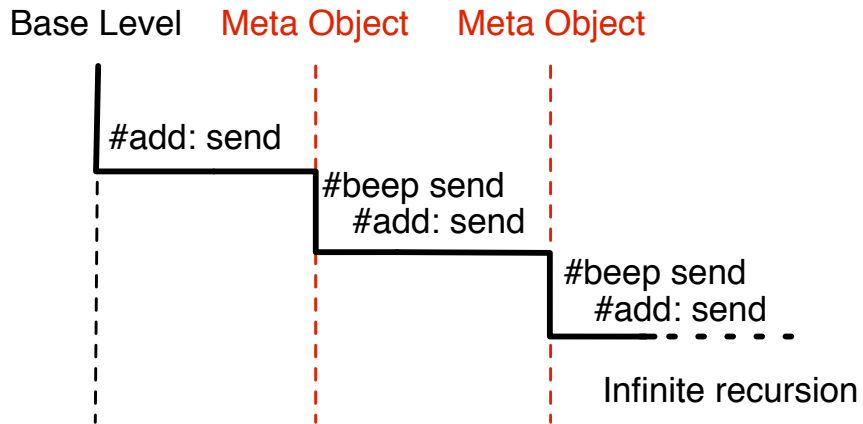 Base Level Meta Object Meta Object
#add: send
#beep send
#add: send
#beep send
#add: send
Infinite recursion